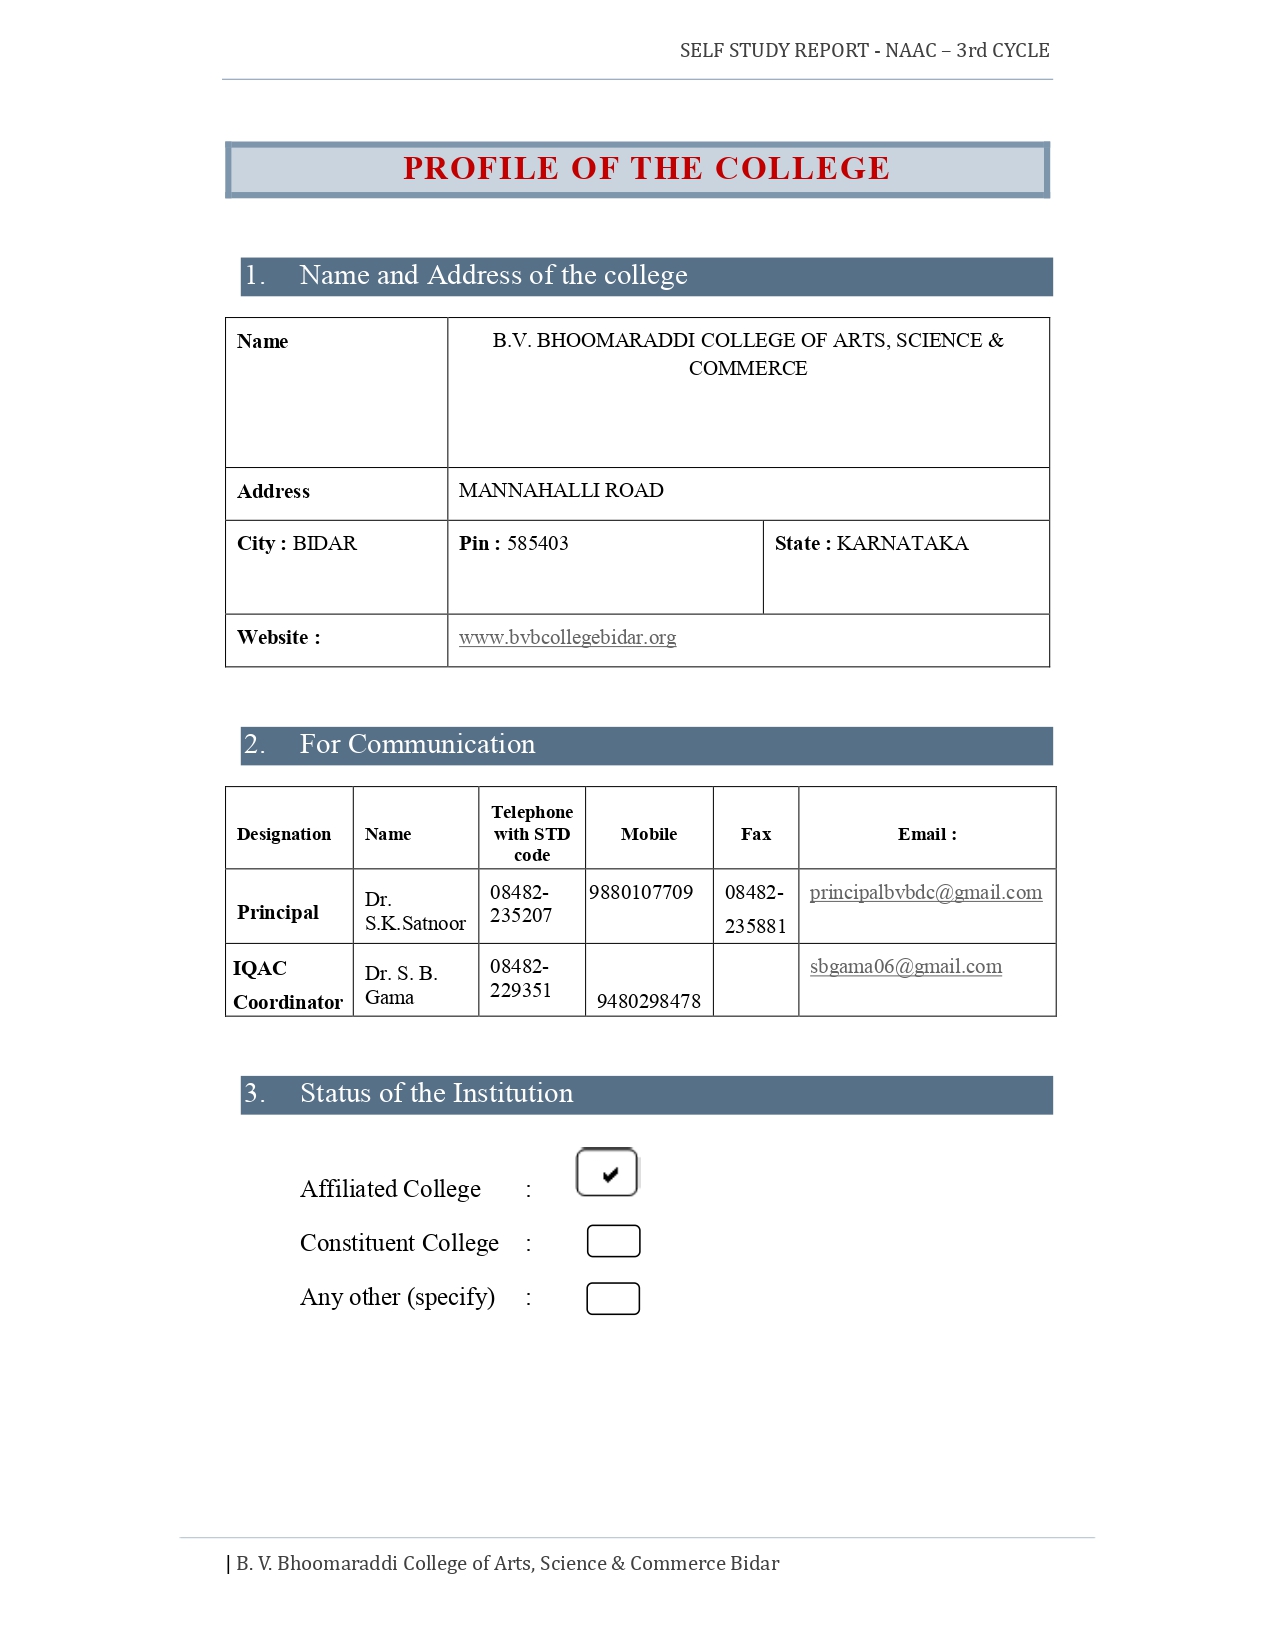 SELF STUDY REPORT - NAAC – 3rd CYCLE
PROFILE OF THE COLLEGE
1. Name and Address of the college
Name
B.V. BHOOMARADDI COLLEGE OF ARTS, SCIENCE &
COMMERCE
Address
MANNAHALLI ROAD
City : BIDAR
Pin : 585403
State : KARNATAKA
Website :
www.bvbcollegebidar.org
2. For Communication
Designation
Name
Telephone
with STD
code
Mobile
Fax
Email :
Principal
Dr.
S.K.Satnoor
08482-
235207
9880107709
08482-
235881
principalbvbdc@gmail.com
IQAC
Coordinator
Dr. S. B.
Gama
08482-
229351
9480298478
sbgama06@gmail.com
3. Status of the Institution
Affiliated College : ✔
Constituent College :
Any other (specify) :
| B. V. Bhoomaraddi College of Arts, Science & Commerce Bidar